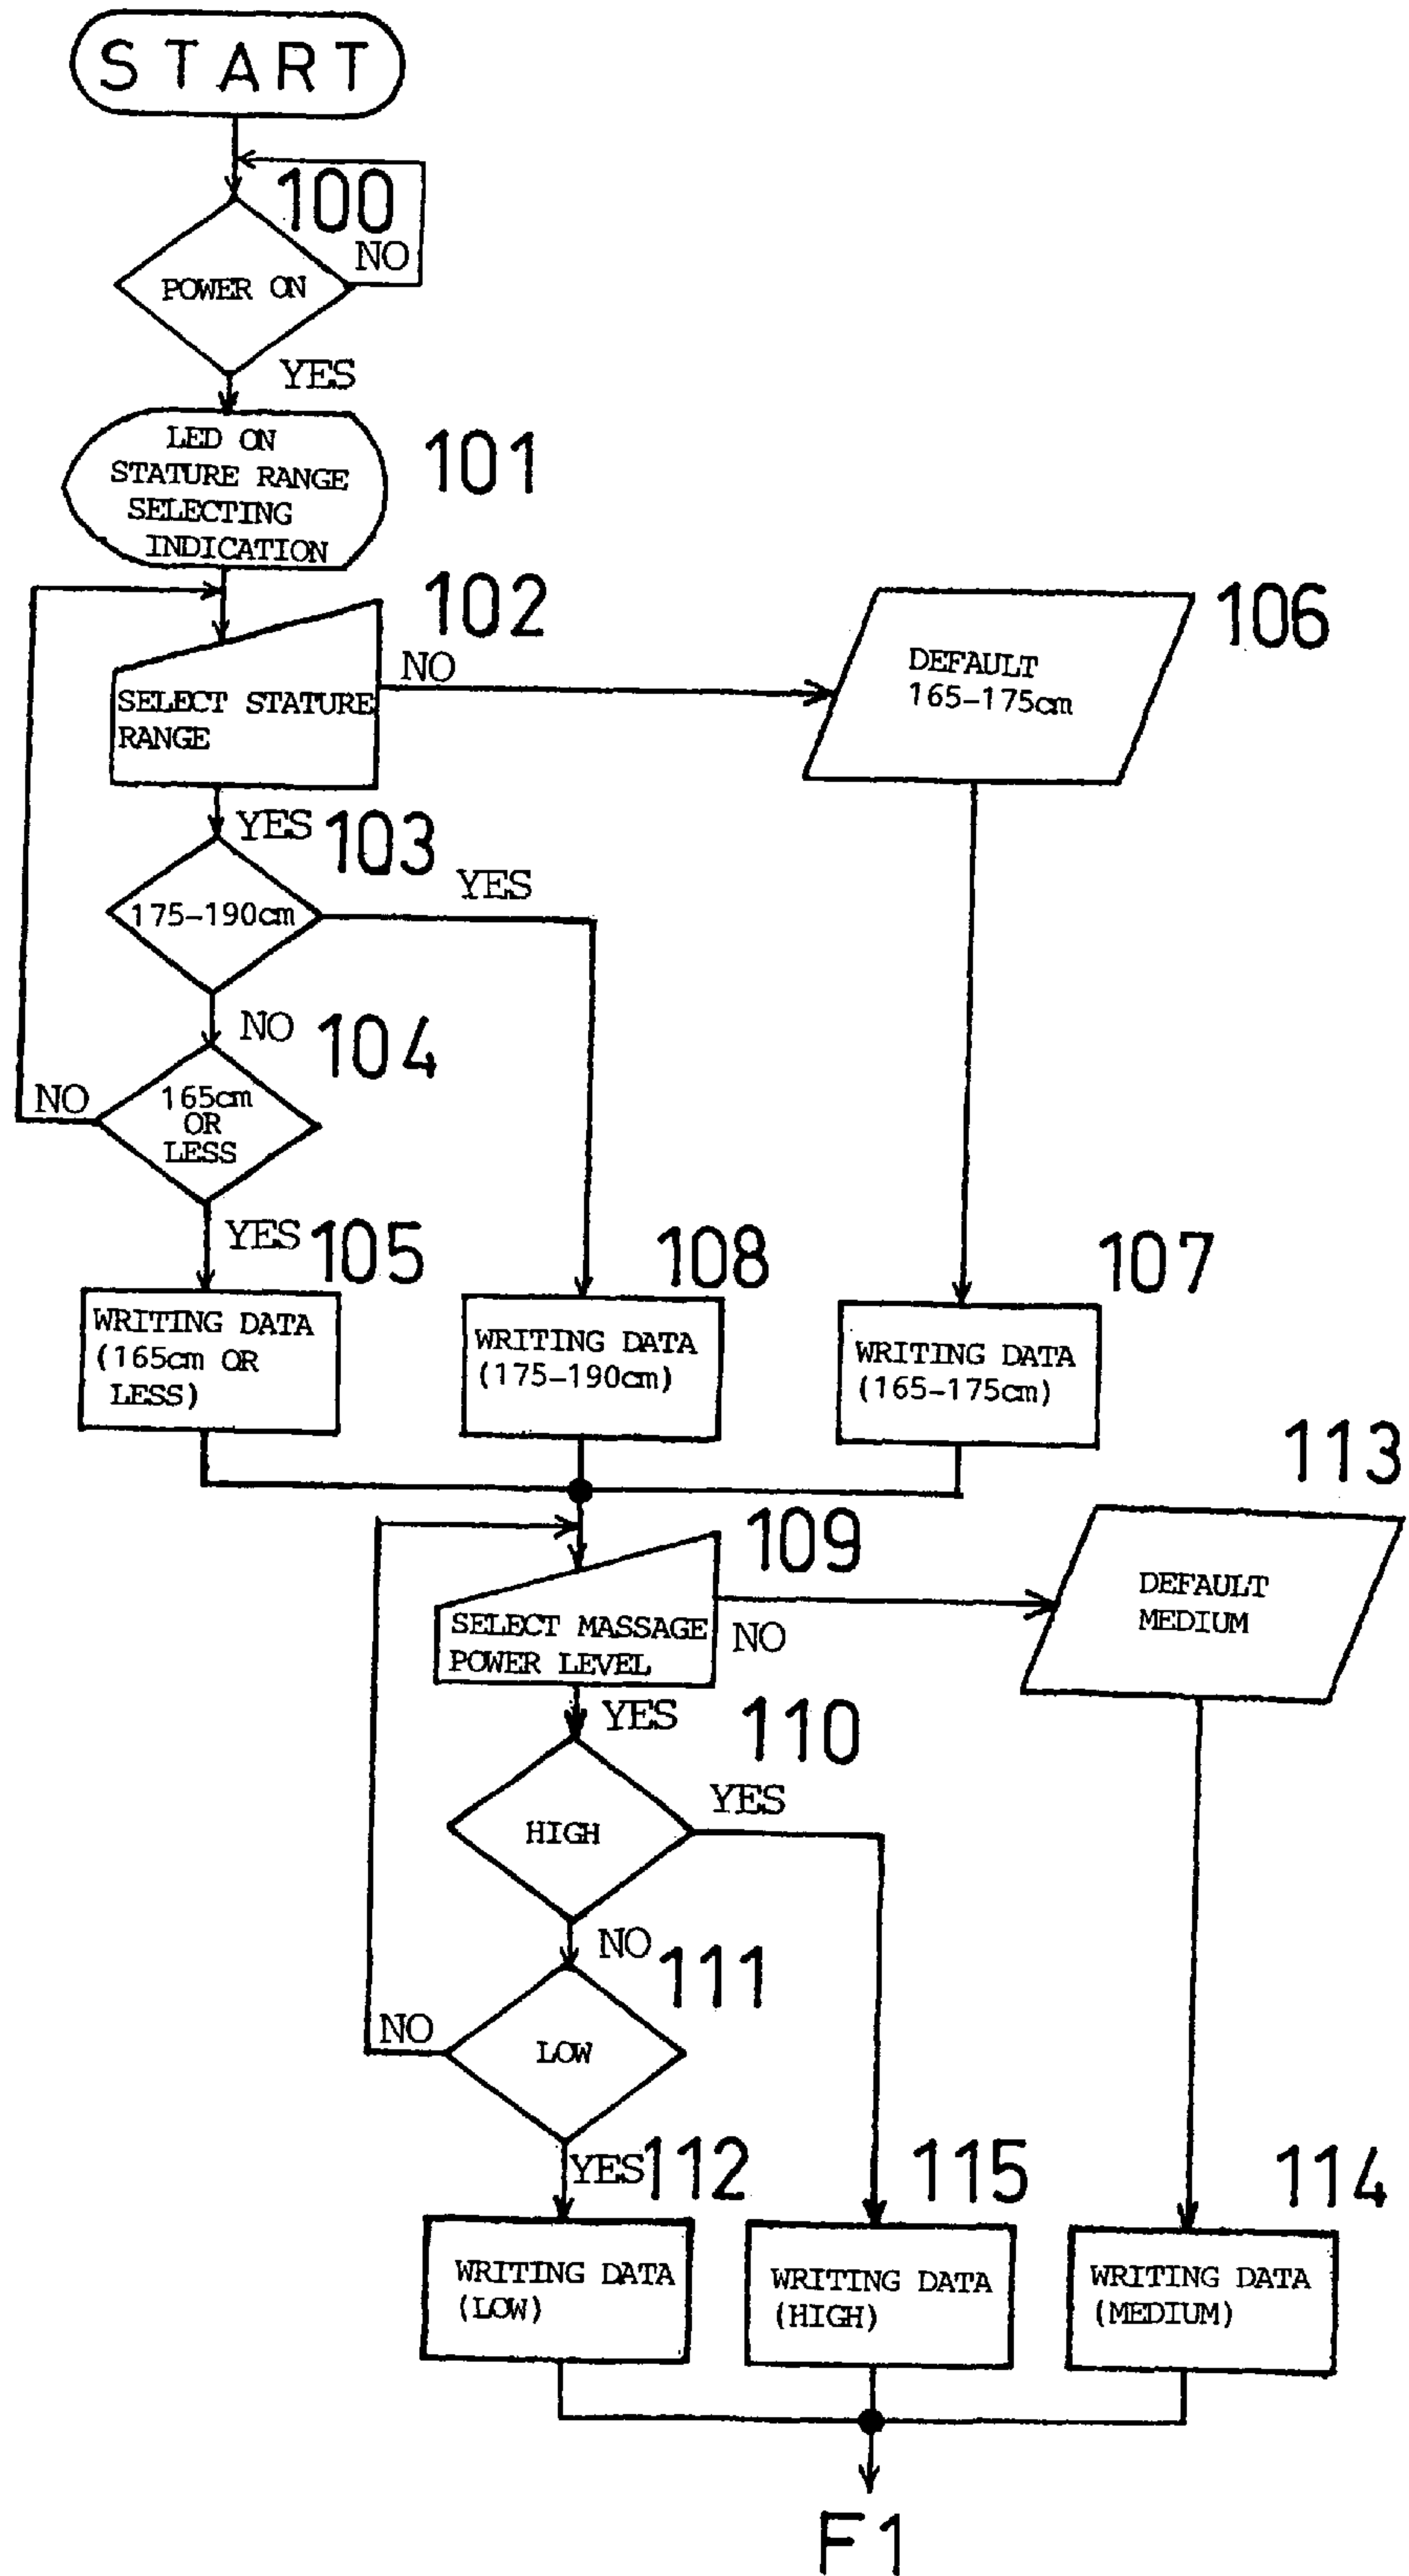 START
100
NO
POWER ON
YES
LED ON
STATURE RANGE
SELECTING
INDICATION
101
102
NO
SELECT STATURE
RANGE
106
DEFAULT
165-175cm
YES
103
YES
175-190cm
NO
104
NO
165cm
OR
LESS
YES
105
108
107
WRITING DATA
(165cm OR
LESS)
WRITING DATA
(175-190cm)
WRITING DATA
(165-175cm)
113
109
SELECT MASSAGE
POWER LEVEL
NO
DEFAULT
MEDIUM
YES
110
YES
HIGH
NO
111
NO
LOW
YES
112
115
114
WRITING DATA
(LOW)
WRITING DATA
(HIGH)
WRITING DATA
(MEDIUM)
F1